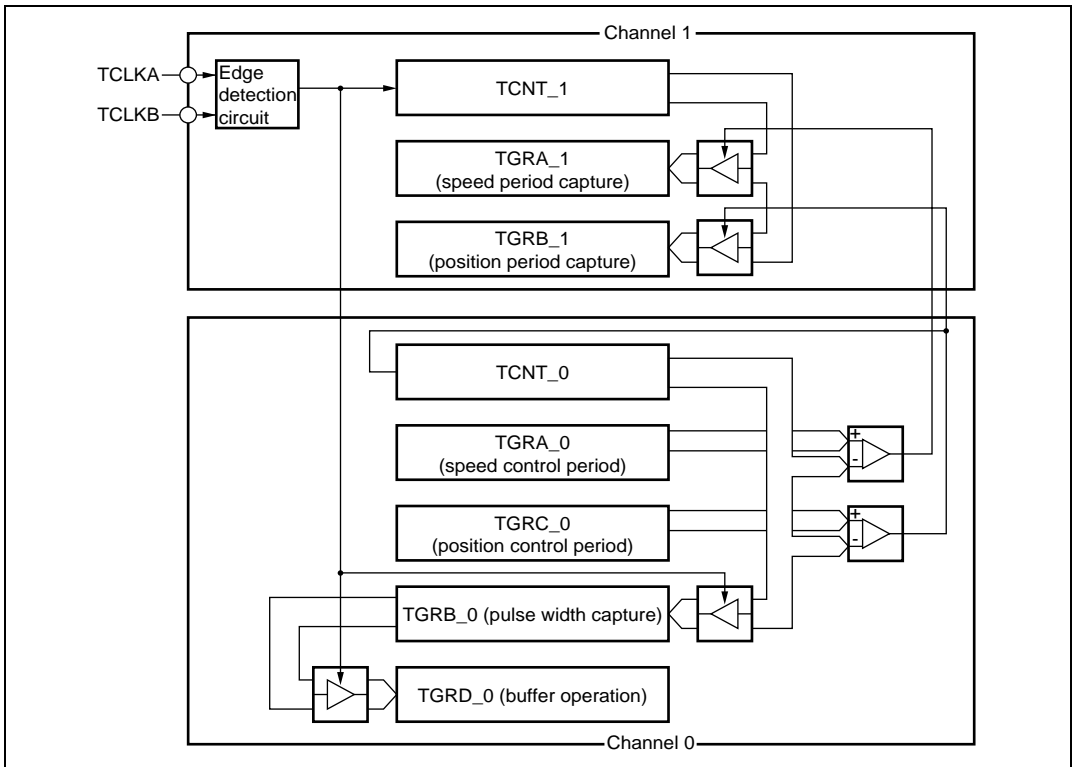 Channel 1
TCLKA
TCLKB
Edge
detection
circuit
TCNT_1
TGRA_1
(speed period capture)
TGRB_1
(position period capture)
TCNT_0
TGRA_0
(speed control period)
+
-
TGRC_0
(position control period)
+
-
TGRB_0 (pulse width capture)
TGRD_0 (buffer operation)
Channel 0